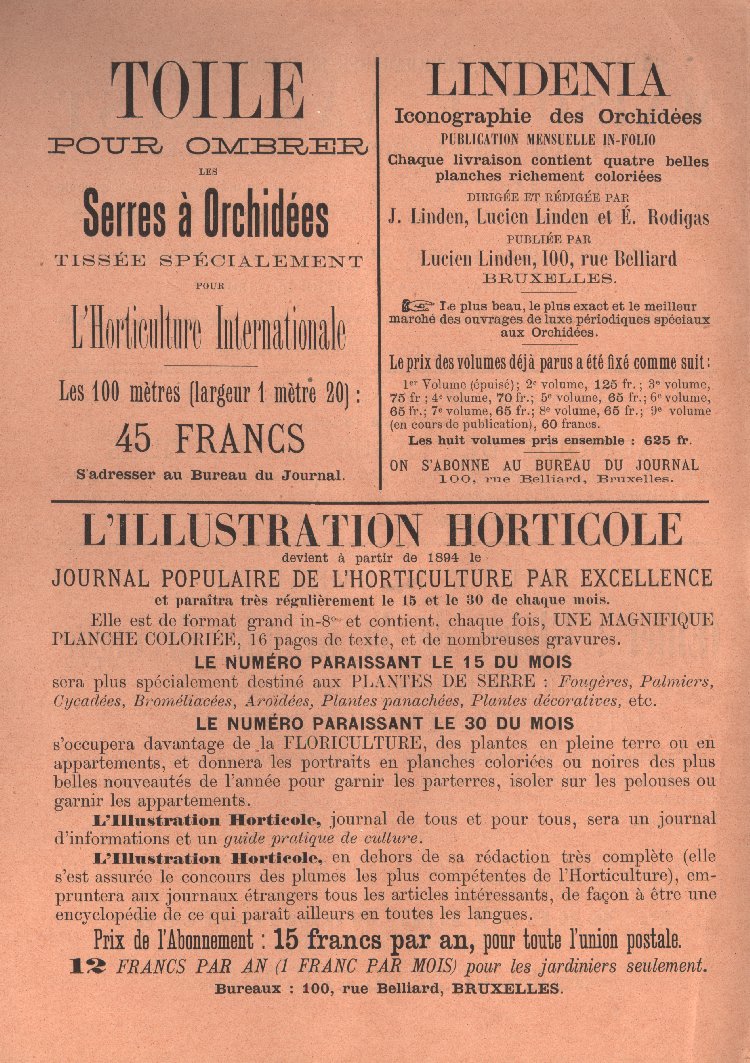 TOILE
POUR OMBRER
LES
Serres à Orchidées
TISSÉE SPÉCIALEMENT
POUR
L'Horticulture Internationale
Les 100 mètres (largeur 1 mètre 20) :
45 FRANCS
S'adresser au Bureau du Journal.
LINDENIA
Iconographie des Orchidées
PUBLICATION MENSUELLE IN-FOLIO
Chaque livraison contient quatre belles
planches richement coloriées
DIRIGÉE ET RÉDIGÉE PAR
J. Linden, Lucien Linden et É. Rodigas
PUBLIÉE PAR
Lucien Linden, 100, rue Belliard
BRUXELLES.
Le plus beau, le plus exact et le meilleur
marché des ouvrages de luxe périodiques spéciaux
aux Orchidées.
Le prix des volumes déjà parus a été fixé comme suit :
1er Volume (épuisé) ; 2e volume, 125 fr. ; 3e volume,
75 fr ; 4e volume, 70 fr. ; 5e volume, 65 fr. ; 6e volume,
65 fr. ; 7e volume, 65 fr. ; 8e volume, 65 fr. ; 9e volume
(en cours de publication), 60 francs.
Les huit volumes pris ensemble : 625 fr.
ON S'ABONNE AU BUREAU DU JOURNAL
100, rue Belliard, Bruxelles.
L'ILLUSTRATION HORTICOLE
devient à partir de 1894 le
JOURNAL POPULAIRE DE L'HORTICULTURE PAR EXCELLENCE
et paraîtra très régulièrement le 15 et le 30 de chaque mois.
Elle est de format grand in-8vo et contient, chaque fois, UNE MAGNIFIQUE
PLANCHE COLORIÉE, 16 pages de texte, et de nombreuses gravures.
LE NUMÉRO PARAISSANT LE 15 DU MOIS
sera plus spécialement destiné aux PLANTES DE SERRE : Fougères, Palmiers,
Cycadées, Broméliacées, Aroïdées, Plantes panachées, Plantes décoratives, etc.
LE NUMÉRO PARAISSANT LE 30 DU MOIS
s'occupera davantage de la FLORICULTURE, des plantes en pleine terre ou en
appartements, et donnera les portraits en planches coloriées ou noires des plus
belles nouveautés de l'année pour garnir les parterres, isoler sur les pelouses ou
garnir les appartements.
L'Illustration Horticole, journal de tous et pour tous, sera un journal
d'informations et un guide pratique de culture.
L'Illustration Horticole, en dehors de sa rédaction très complète (elle
s'est assurée le concours des plumes les plus compétentes de l'Horticulture), em-
pruntera aux journaux étrangers tous les articles intéressants, de façon à être une
encyclopédie de ce qui paraît ailleurs en toutes les langues.
Prix de l'Abonnement : 15 francs par an, pour toute l'union postale.
12 FRANCS PAR AN (1 FRANC PAR MOIS) pour les jardiniers seulement.
Bureaux : 100, rue Belliard, BRUXELLES.